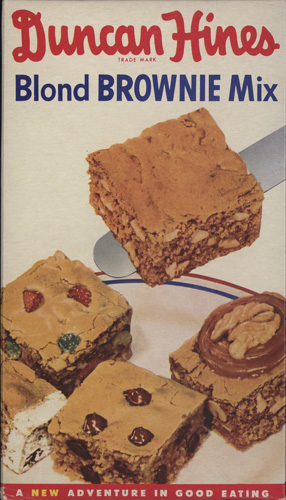 Duncan Hines
TRADE MARK
Blond BROWNIE Mix
A NEW ADVENTURE IN GOOD EATING